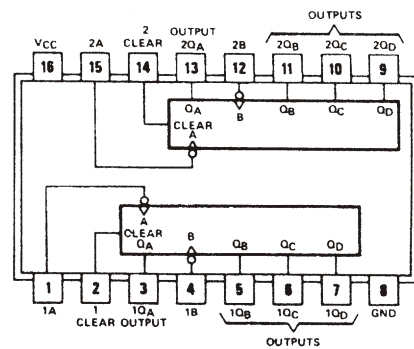 OUTPUTS
2 OUTPUT
VCC 2A CLEAR 2QA 2B 2QB 2QC 2QD
16 15 14 13 12 11 10 9
QA B QB QC QD
CLEAR
A
A
CLEAR
QA B QB QC QD
1 2 3 4 5 6 7 8
1A 1 1QA 1B 1QB 1QC 1QD GND
CLEAR OUTPUT
OUTPUTS